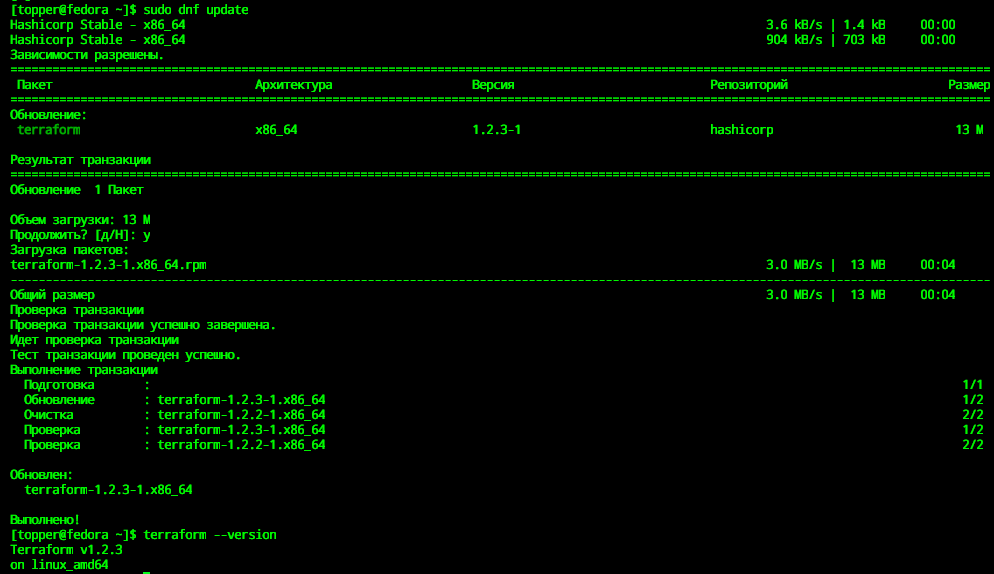 [topper@fedora ~]$ sudo dnf update
Hashicorp Stable - x86_64 3.6 kB/s | 1.4 kB 00:00
Hashicorp Stable - x86_64 904 kB/s | 703 kB 00:00
Зависимости разрешены.
Пакет Архитектура Версия Репозиторий Размер
Обновление:
terraform x86_64 1.2.3-1 hashicorp 13 M
Результат транзакции
Обновление 1 Пакет
Объем загрузки: 13 M
Продолжить? [д/Н]: y
Загрузка пакетов:
terraform-1.2.3-1.x86_64.rpm 3.0 MB/s | 13 MB 00:04
Общий размер 3.0 MB/s | 13 MB 00:04
Проверка транзакции
Проверка транзакции успешно завершена.
Идет проверка транзакции
Тест транзакции проведен успешно.
Выполнение транзакции
Подготовка : 1/1
Обновление : terraform-1.2.3-1.x86_64 1/2
Очистка : terraform-1.2.2-1.x86_64 2/2
Проверка : terraform-1.2.3-1.x86_64 1/2
Проверка : terraform-1.2.2-1.x86_64 2/2
Обновлен:
terraform-1.2.3-1.x86_64
Выполнено!
[topper@fedora ~]$ terraform --version
Terraform v1.2.3
on linux_amd64